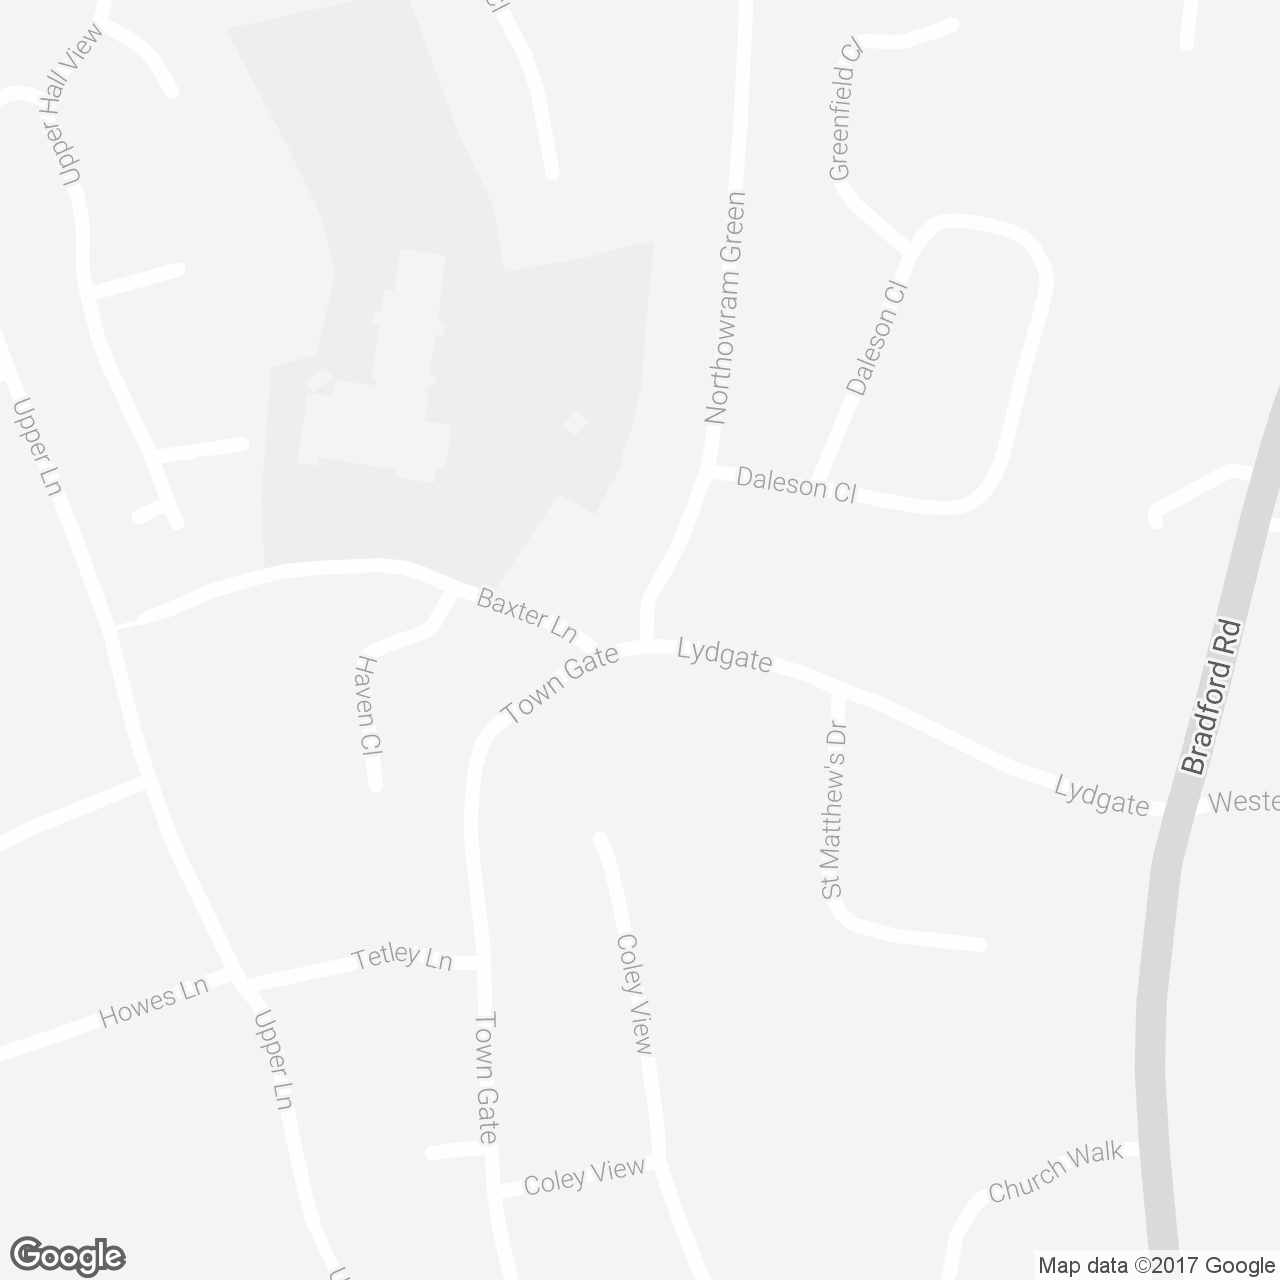 Cl
Upper Hall View
Greenfield Cl
Northowram Green
Daleson Cl
Upper Ln
Daleson Cl
Baxter Ln
Bradford Rd
Town Gate
Lydgate
Haven Cl
St Matthew's Dr
Lydgate
Weste
Coley View
Tetley Ln
Howes Ln
Upper Ln
Town Gate
Coley View
Church Walk
U
Google
Map data ©2017 Google